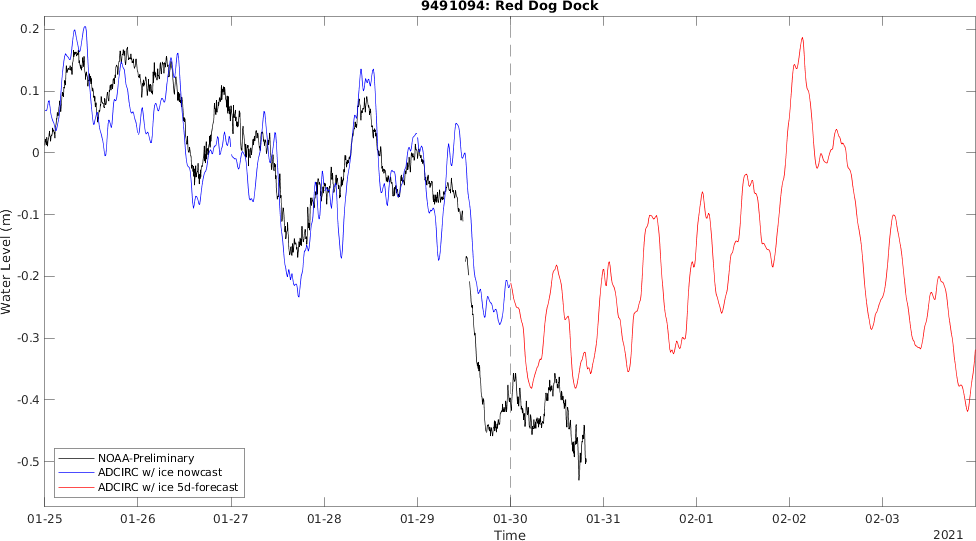 9491094: Red Dog Dock
0.2
0.1
0
-0.1
-0.2
-0.3
-0.4
-0.5
Water Level (m)
NOAA-Preliminary
ADCIRC w/ ice nowcast
ADCIRC w/ ice 5d-forecast
01-25 01-26 01-27 01-28 01-29 01-30 01-31 02-01 02-02 02-03
Time
2021